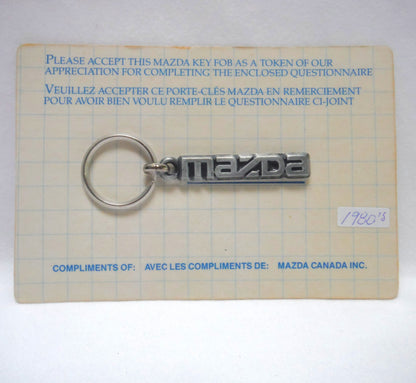 PLEASE ACCEPT THIS MAZDA KEY FOB AS A TOKEN OF OUR
APPRECIATION FOR COMPLETING THE ENCLOSED QUESTIONNAIRE
VEUILLEZ ACCEPTER CE PORTE-CLÉS MAZDA EN REMERCIEMENT
POUR AVOIR BIEN VOULU REMPLIR LE QUESTIONNAIRE CI-JOINT
mazda
1980's
COMPLIMENTS OF: AVEC LES COMPLIMENTS DE: MAZDA CANADA INC.